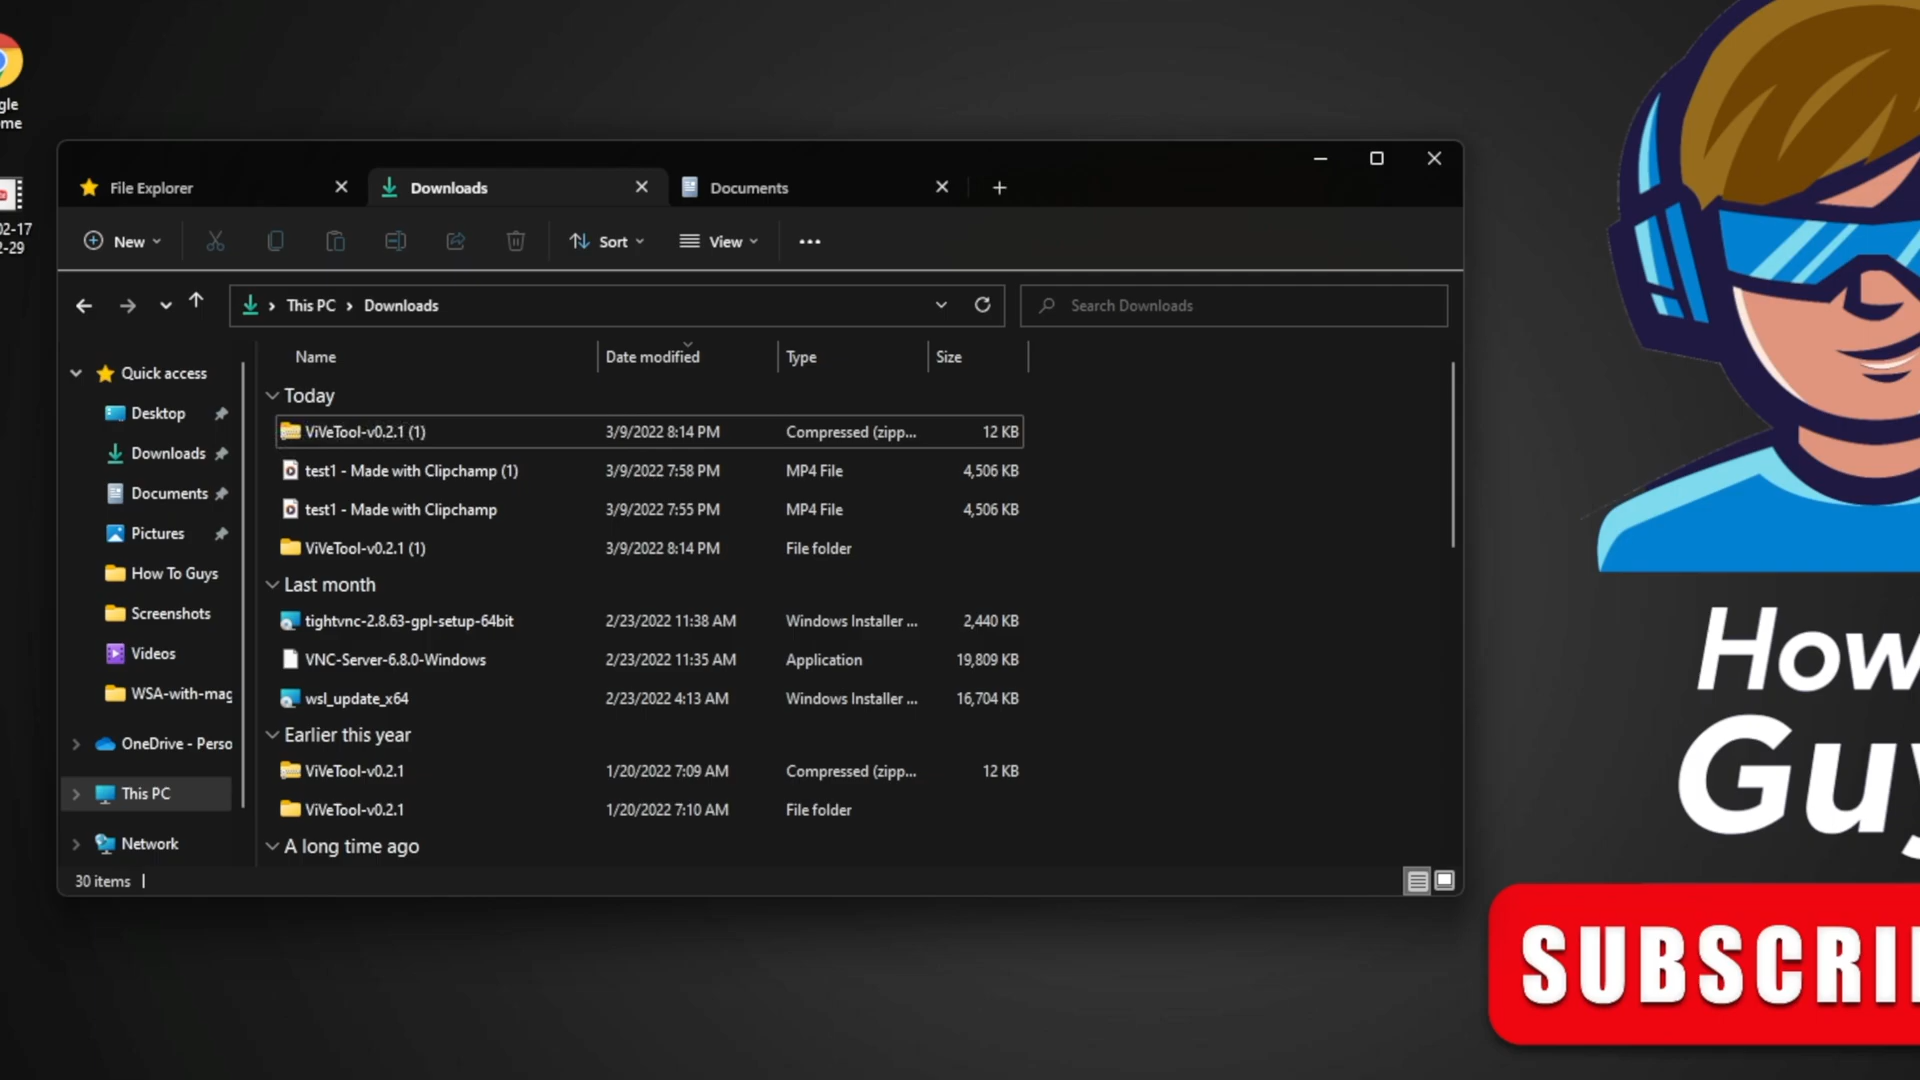 gle
me
02-17
2-29
File Explorer
Downloads
Documents
New
Sort
View
This PC
Downloads
Search Downloads
Name Date modified Type Size
Quick access
Desktop
Downloads
Documents
Pictures
How To Guys
Screenshots
Videos
WSA-with-mag
OneDrive - Perso
This PC
Network
Today
ViVeTool-v0.2.1 (1) 3/9/2022 8:14 PM Compressed (zipp... 12 KB
test1 - Made with Clipchamp (1) 3/9/2022 7:58 PM MP4 File 4,506 KB
test1 - Made with Clipchamp 3/9/2022 7:55 PM MP4 File 4,506 KB
ViVeTool-v0.2.1 (1) 3/9/2022 8:14 PM File folder
Last month
tightvnc-2.8.63-gpl-setup-64bit 2/23/2022 11:38 AM Windows Installer ... 2,440 KB
VNC-Server-6.8.0-Windows 2/23/2022 11:35 AM Application 19,809 KB
wsl_update_x64 2/23/2022 4:13 AM Windows Installer ... 16,704 KB
Earlier this year
ViVeTool-v0.2.1 1/20/2022 7:09 AM Compressed (zipp... 12 KB
ViVeTool-v0.2.1 1/20/2022 7:10 AM File folder
A long time ago
30 items
How
Guy
SUBSCRI